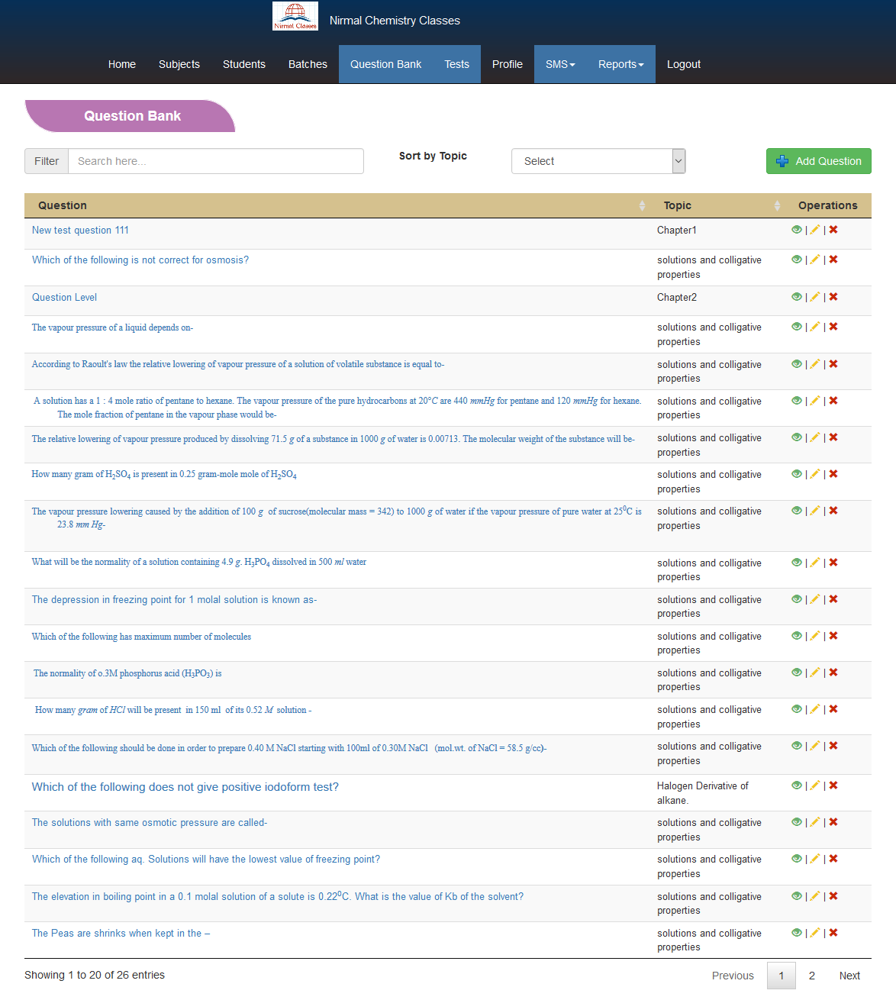 Nirmal Classes
Nirmal Chemistry Classes
Home Subjects Students Batches Question Bank Tests Profile SMS Reports Logout
Question Bank
Filter Search here... Sort by Topic Select Add Question
Question Topic Operations
New test question 111 Chapter1 | |
Which of the following is not correct for osmosis? solutions and colligative | |
properties
Question Level Chapter2 | |
The vapour pressure of a liquid depends on- solutions and colligative | |
properties
According to Raoult's law the relative lowering of vapour pressure of a solution of volatile substance is equal to- solutions and colligative | |
properties
A solution has a 1 : 4 mole ratio of pentane to hexane. The vapour pressure of the pure hydrocarbons at 20°C are 440 mmHg for pentane and 120 mmHg for hexane. solutions and colligative | |
The mole fraction of pentane in the vapour phase would be- properties
The relative lowering of vapour pressure produced by dissolving 71.5 g of a substance in 1000 g of water is 0.00713. The molecular weight of the substance will be- solutions and colligative | |
properties
How many gram of H₂SO₄ is present in 0.25 gram-mole mole of H₂SO₄ solutions and colligative | |
properties
The vapour pressure lowering caused by the addition of 100 g of sucrose(molecular mass = 342) to 1000 g of water if the vapour pressure of pure water at 25⁰C is solutions and colligative | |
23.8 mm Hg- properties
What will be the normality of a solution containing 4.9 g. H₃PO₄ dissolved in 500 ml water solutions and colligative | |
properties
The depression in freezing point for 1 molal solution is known as- solutions and colligative | |
properties
Which of the following has maximum number of molecules solutions and colligative | |
properties
The normality of o.3M phosphorus acid (H₃PO₃) is solutions and colligative | |
properties
How many gram of HCl will be present in 150 ml of its 0.52 M solution - solutions and colligative | |
properties
Which of the following should be done in order to prepare 0.40 M NaCl starting with 100ml of 0.30M NaCl (mol.wt. of NaCl = 58.5 g/cc)- solutions and colligative | |
properties
Which of the following does not give positive iodoform test? Halogen Derivative of | |
alkane.
The solutions with same osmotic pressure are called- solutions and colligative | |
properties
Which of the following aq. Solutions will have the lowest value of freezing point? solutions and colligative | |
properties
The elevation in boiling point in a 0.1 molal solution of a solute is 0.22⁰C. What is the value of Kb of the solvent? solutions and colligative | |
properties
The Peas are shrinks when kept in the – solutions and colligative | |
properties
Showing 1 to 20 of 26 entries Previous 1 2 Next